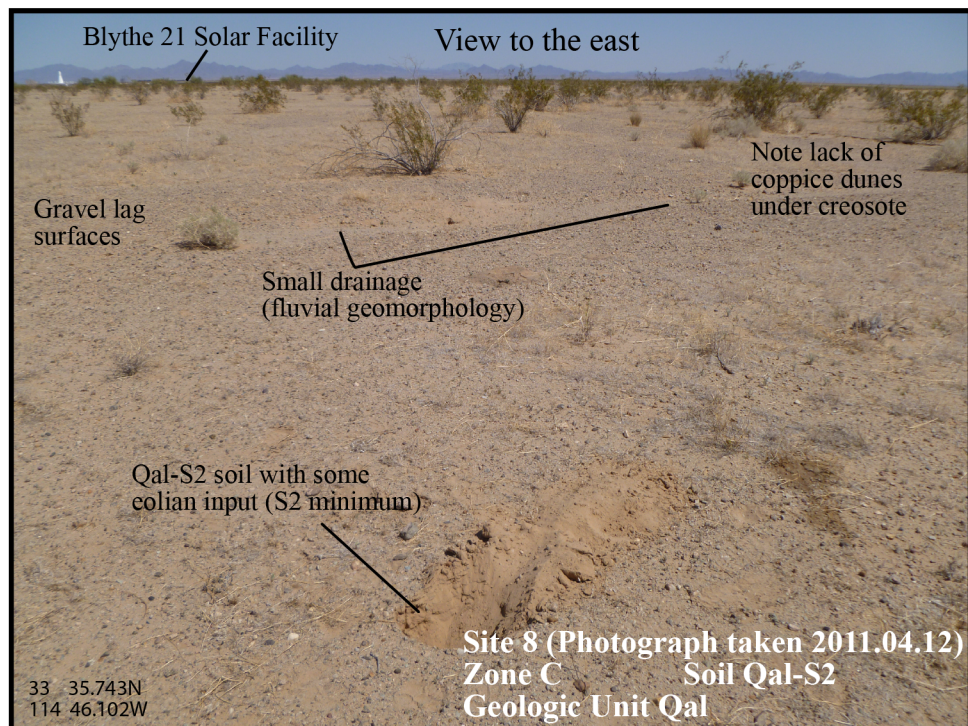 Blythe 21 Solar Facility
View to the east
Note lack of
coppice dunes
under creosote
Gravel lag
surfaces
Small drainage
(fluvial geomorphology)
Qal-S2 soil with some
eolian input (S2 minimum)
Site 8 (Photograph taken 2011.04.12)
Zone C Soil Qal-S2
Geologic Unit Qal
33 35.743N
114 46.102W